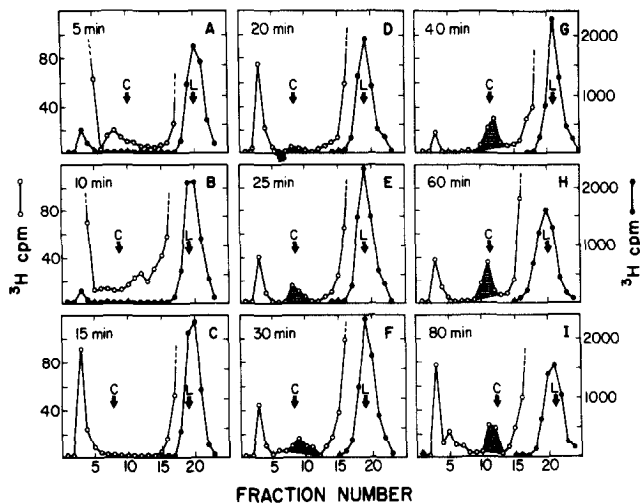 5 min A C L
20 min D C L
40 min G C L
80 40
2000 1000
10 min B C L
25 min E C L
60 min H C L
80 40
2000 1000
15 min C C L
30 min F C L
80 min I C L
80 40
2000 1000
5 10 15 20
5 10 15 20
5 10 15 20
³H cpm
³H cpm
FRACTION NUMBER